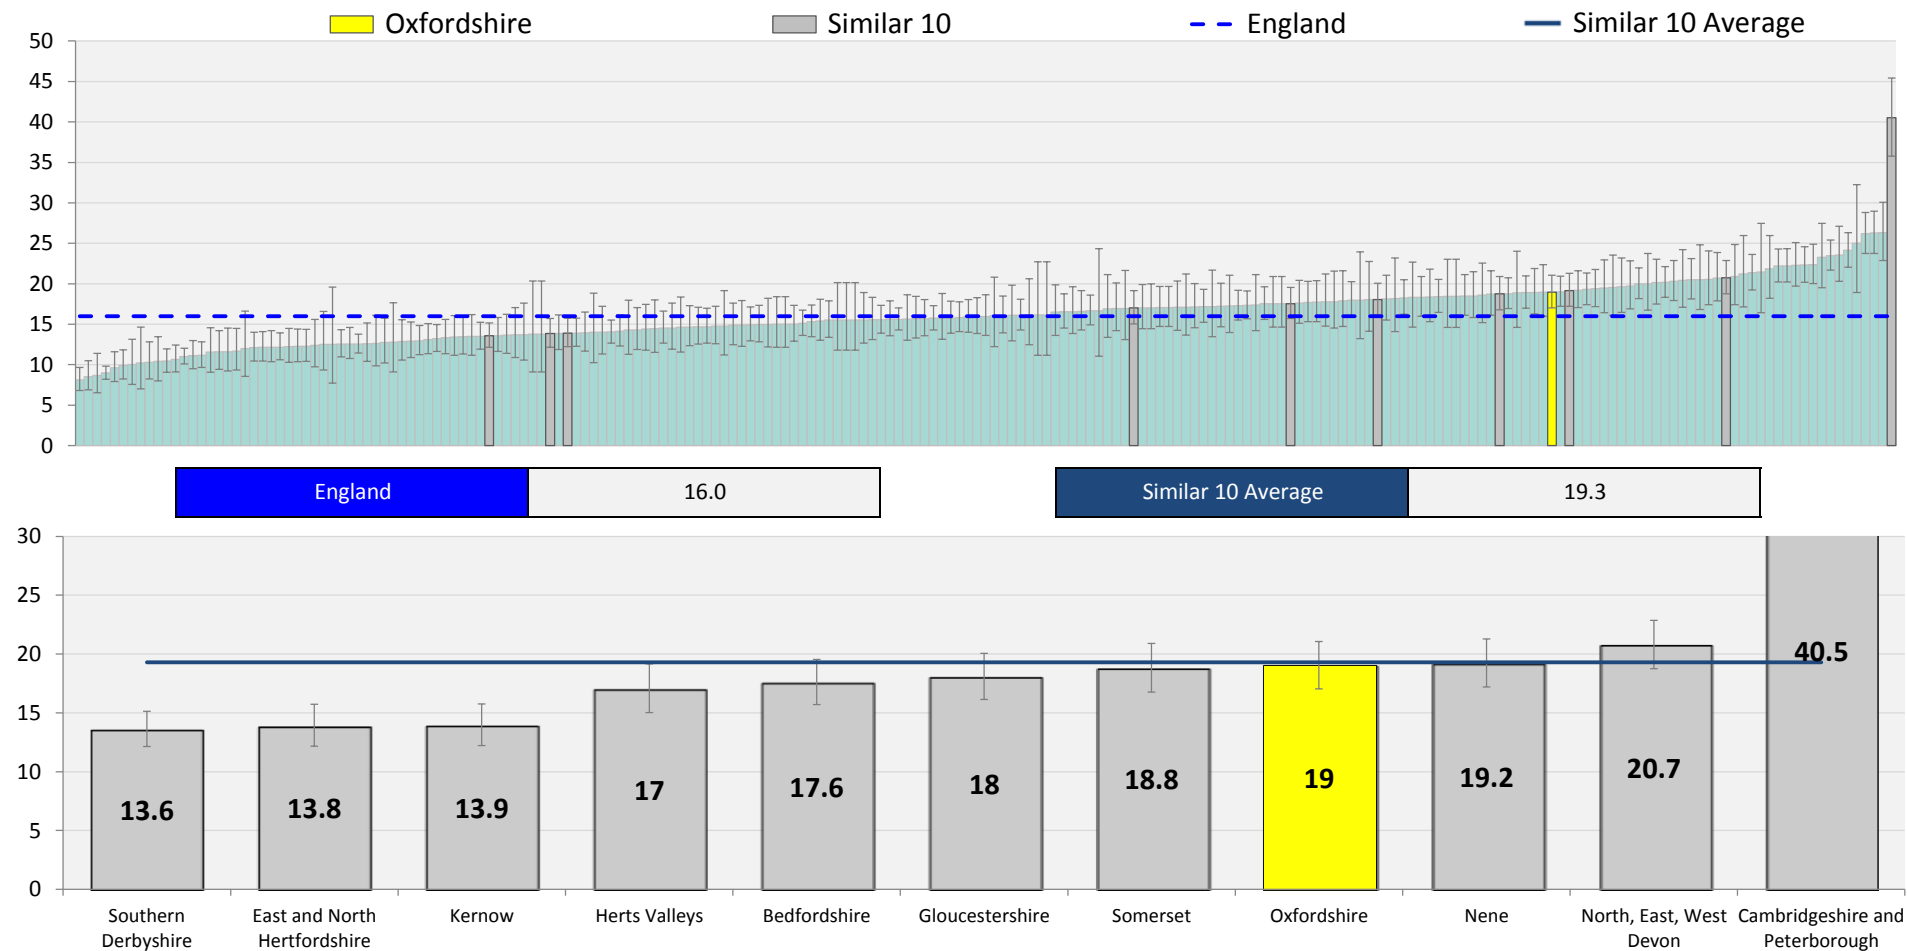 Oxfordshire
Similar 10
England
Similar 10 Average
50
45
40
35
30
25
20
15
10
5
0
England
16.0
Similar 10 Average
19.3
30
25
20
15
10
5
0
13.6
13.8
13.9
17
17.6
18
18.8
19
19.2
20.7
40.5
Southern
Derbyshire
East and North
Hertfordshire
Kernow
Herts Valleys
Bedfordshire
Gloucestershire
Somerset
Oxfordshire
Nene
North, East, West
Devon
Cambridgeshire and
Peterborough